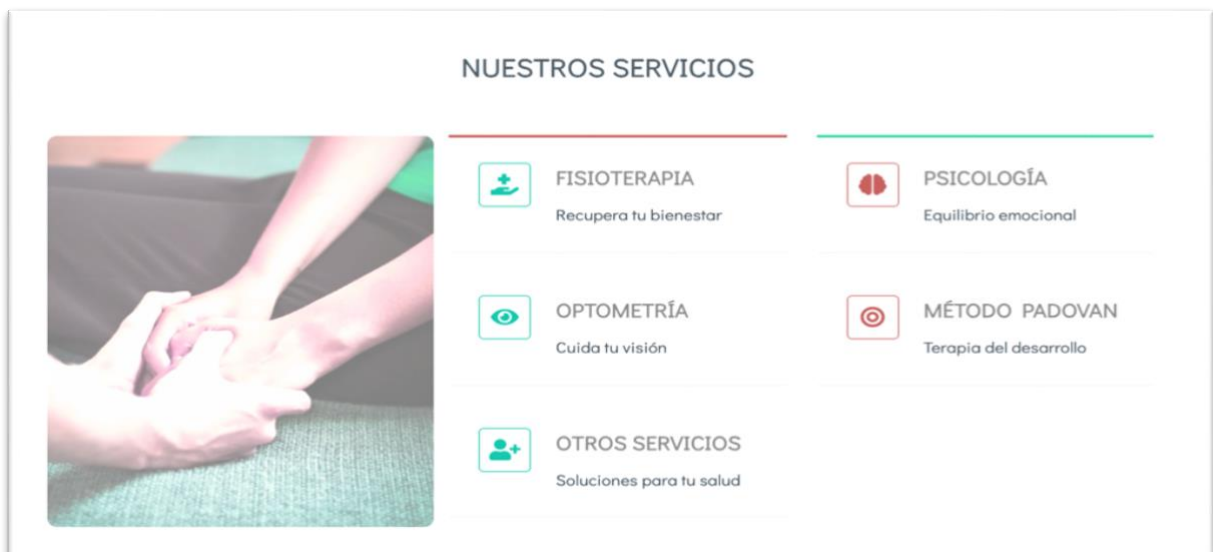 NUESTROS SERVICIOS
FISIOTERAPIA
Recupera tu bienestar
PSICOLOGÍA
Equilibrio emocional
OPTOMETRÍA
Cuida tu visión
MÉTODO PADOVAN
Terapia del desarrollo
OTROS SERVICIOS
Soluciones para tu salud